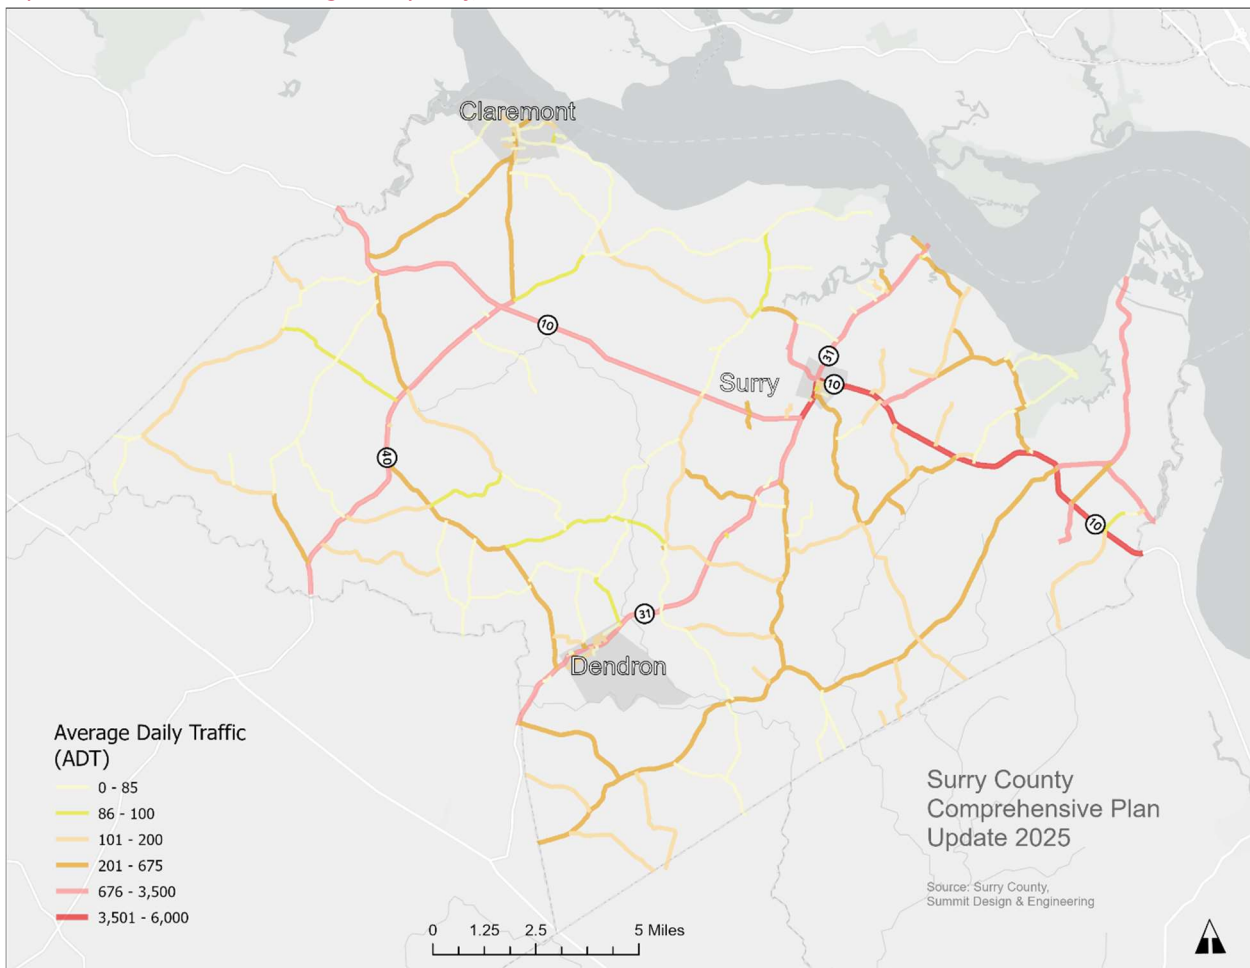 Claremont
10
31
Surry
10
40
10
31
Dendron
Average Daily Traffic
(ADT)
0 - 85
86 - 100
101 - 200
201 - 675
676 - 3,500
3,501 - 6,000
Surry County
Comprehensive Plan
Update 2025
Source: Surry County,
Summit Design & Engineering
0 1.25 2.5 5 Miles